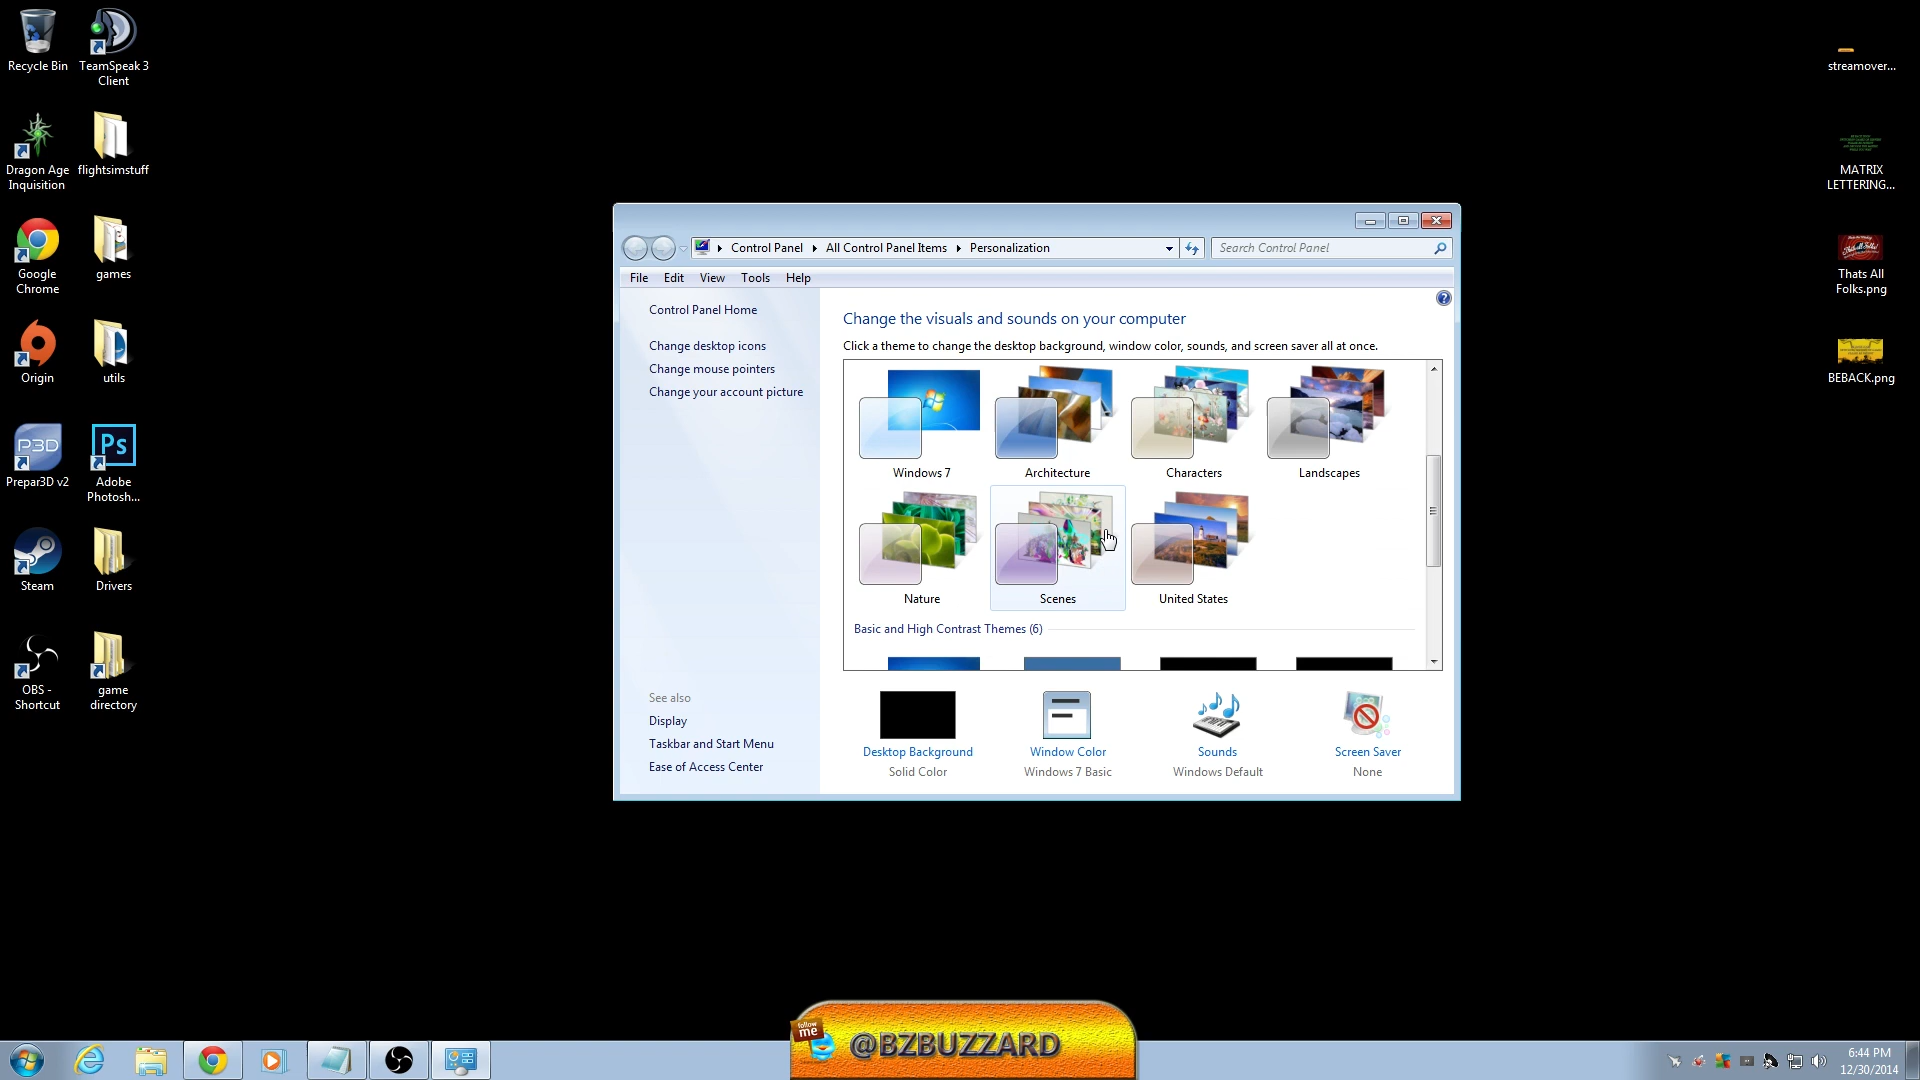 Recycle Bin
TeamSpeak 3
Client
Dragon Age
Inquisition
flightsimstuff
Google
Chrome
games
Origin
utils
P3D
Prepar3D v2
Ps
Adobe
Photosh...
Steam
Drivers
OBS -
Shortcut
game
directory
streamover...
MATRIX
LETTERING...
Thats All
Folks.png
BEBACK.png
Control Panel
All Control Panel Items
Personalization
Search Control Panel
File
Edit
View
Tools
Help
Control Panel Home
Change desktop icons
Change mouse pointers
Change your account picture
See also
Display
Taskbar and Start Menu
Ease of Access Center
Change the visuals and sounds on your computer
Click a theme to change the desktop background, window color, sounds, and screen saver all at once.
Windows 7
Architecture
Characters
Landscapes
Nature
Scenes
United States
Basic and High Contrast Themes (6)
Desktop Background
Solid Color
Window Color
Windows 7 Basic
Sounds
Windows Default
Screen Saver
None
follow
me
@BZBUZZARD
6:44 PM
12/30/2014